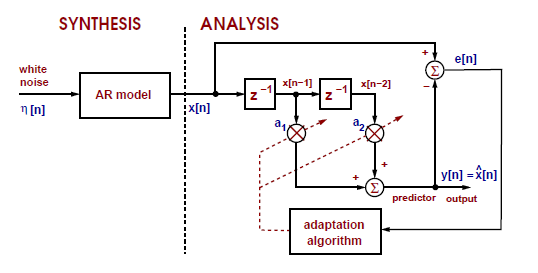 SYNTHESIS
ANALYSIS
white
noise
η [n]
AR model
x[n]
z⁻¹
x[n−1]
z⁻¹
x[n−2]
+
Σ
−
e[n]
a₁
a₂
+
+
Σ
y[n] = x̂[n]
predictor output
adaptation
algorithm